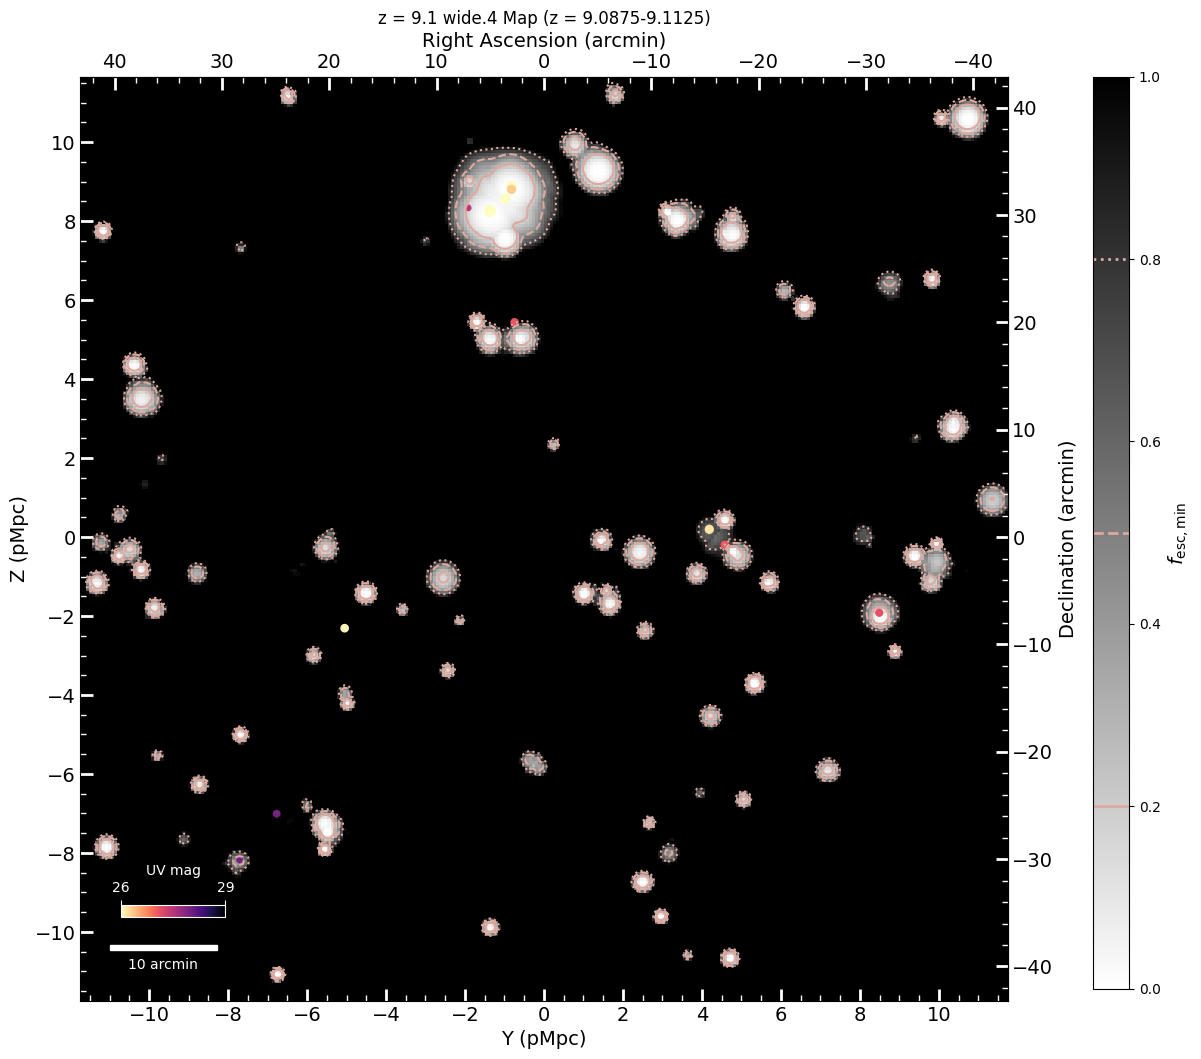 z = 9.1 wide.4 Map (z = 9.0875-9.1125)
Right Ascension (arcmin)
40 30 20 10 0 −10 −20 −30 −40
10
8
6
4
2
0
−2
−4
−6
−8
−10
Z (pMpc)
40
30
20
10
0
−10
−20
−30
−40
Declination (arcmin)
1.0
0.8
0.6
0.4
0.2
0.0
fesc,min
UV mag
26 29
10 arcmin
−10 −8 −6 −4 −2 0 2 4 6 8 10
Y (pMpc)